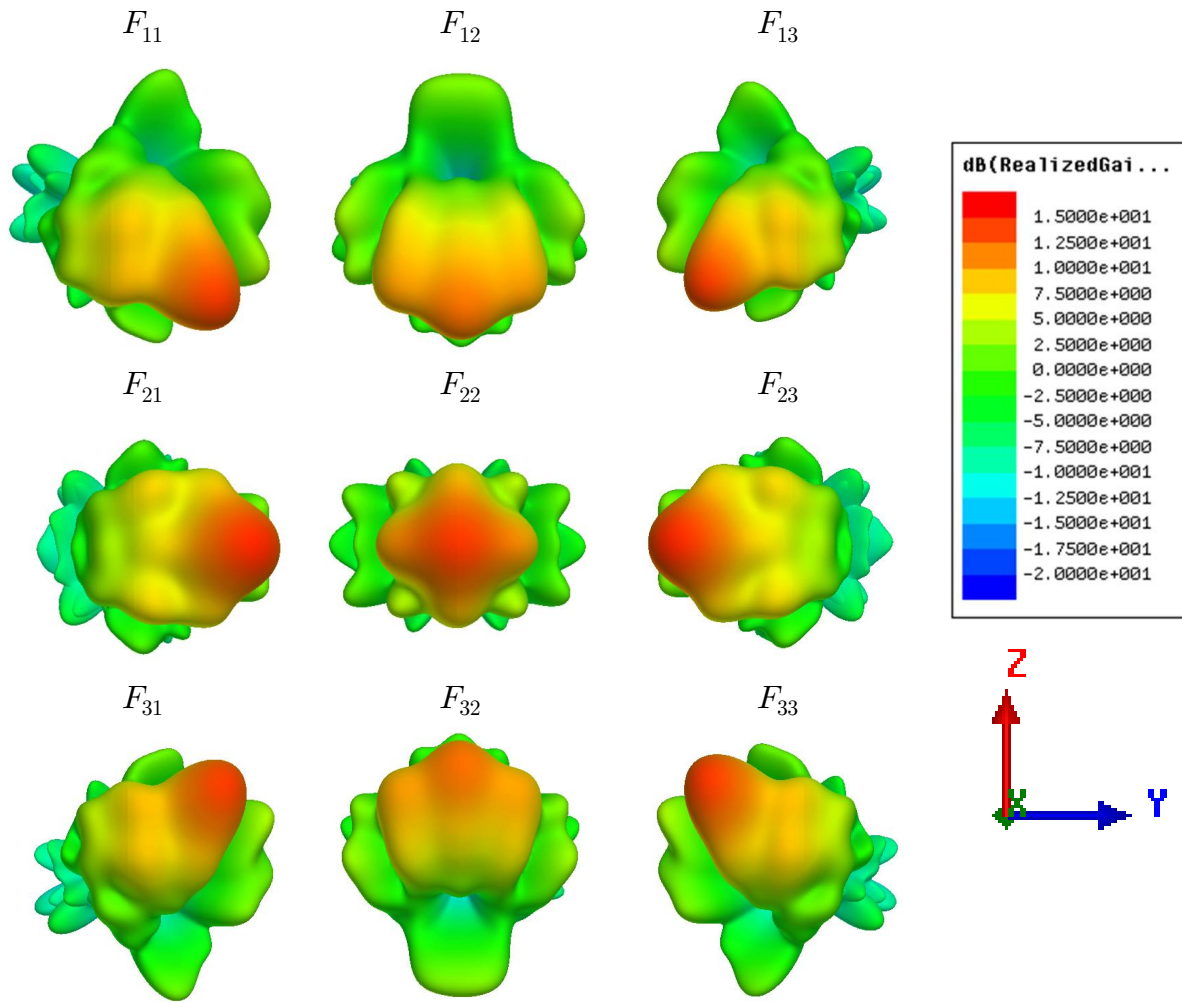 F₁₁ F₁₂ F₁₃
dB(RealizedGai...
1.5000e+001
1.2500e+001
1.0000e+001
7.5000e+000
5.0000e+000
2.5000e+000
0.0000e+000
-2.5000e+000
-5.0000e+000
-7.5000e+000
-1.0000e+001
-1.2500e+001
-1.5000e+001
-1.7500e+001
-2.0000e+001
F₂₁ F₂₂ F₂₃
F₃₁ F₃₂ F₃₃
Z
X
Y